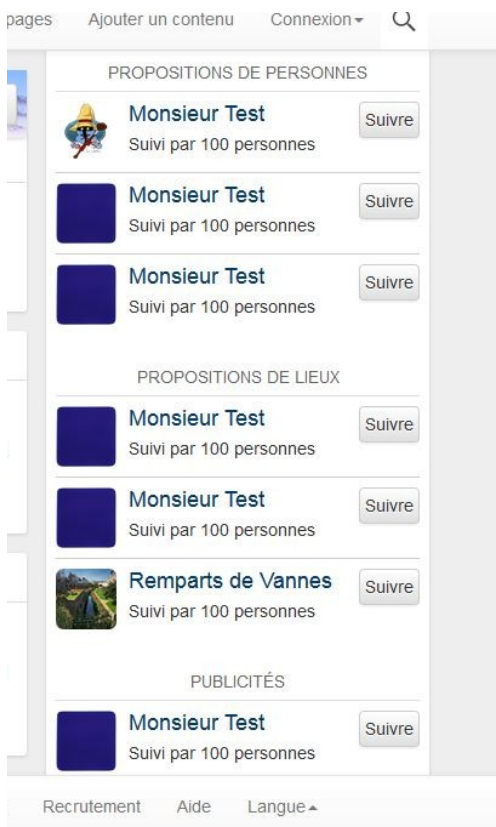 pages Ajouter un contenu Connexion
PROPOSITIONS DE PERSONNES
Monsieur Test
Suivre
Suivi par 100 personnes
Monsieur Test
Suivre
Suivi par 100 personnes
Monsieur Test
Suivre
Suivi par 100 personnes
PROPOSITIONS DE LIEUX
Monsieur Test
Suivre
Suivi par 100 personnes
Monsieur Test
Suivre
Suivi par 100 personnes
Remparts de Vannes
Suivre
Suivi par 100 personnes
PUBLICITÉS
Monsieur Test
Suivre
Suivi par 100 personnes
Recrutement Aide Langue